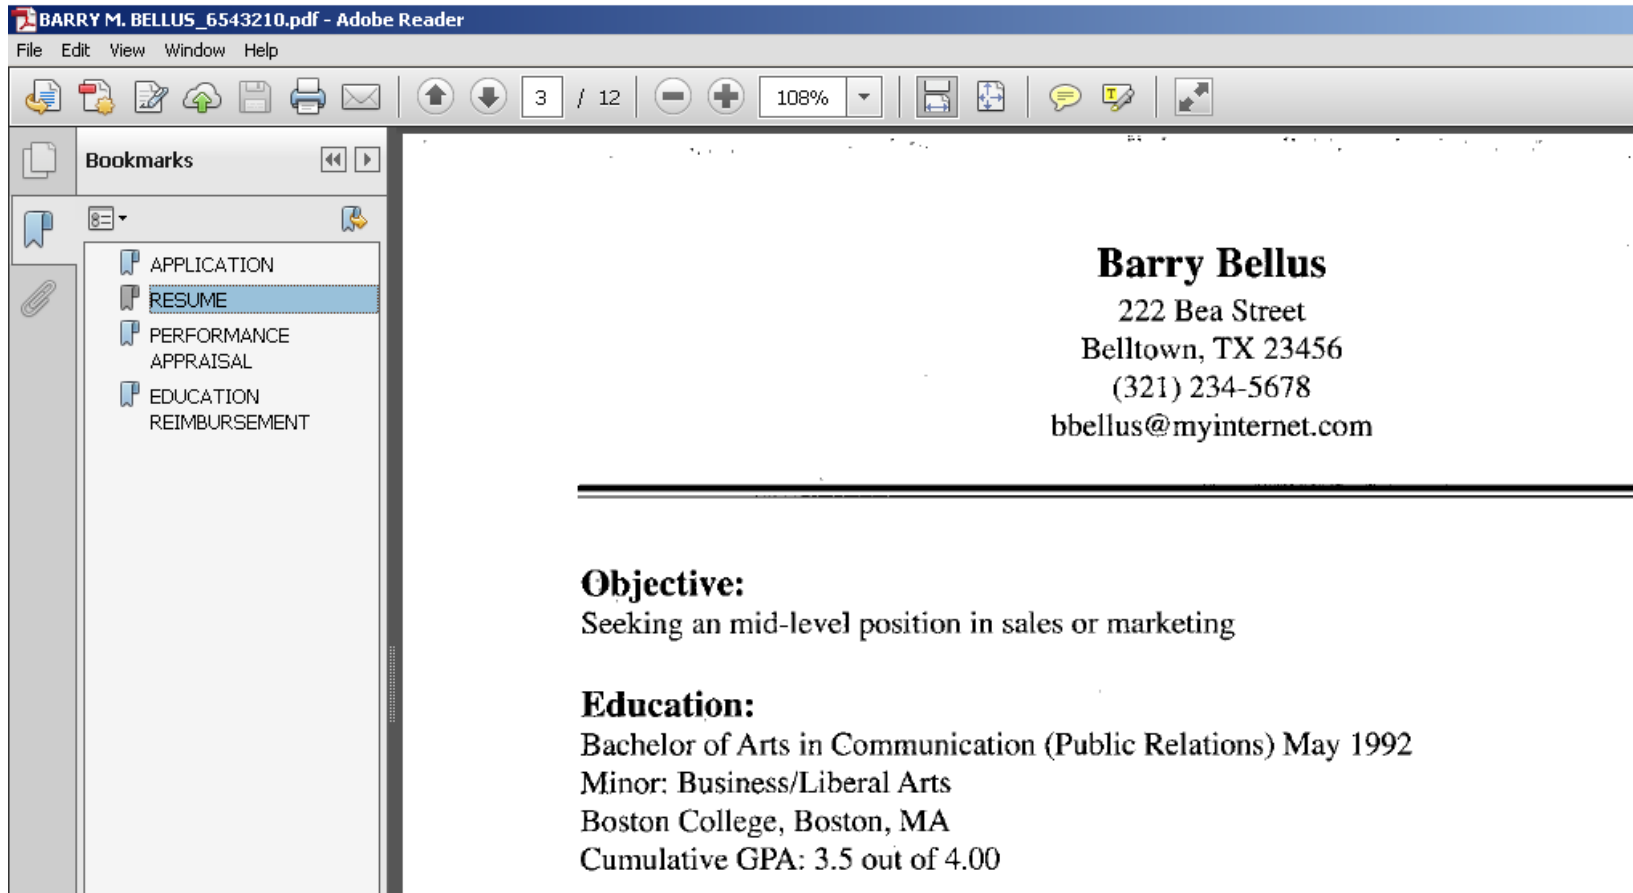 BARRY M. BELLUS_6543210.pdf - Adobe Reader
File Edit View Window Help
3 / 12 108%
Bookmarks
APPLICATION
RESUME
PERFORMANCE
APPRAISAL
EDUCATION
REIMBURSEMENT
Barry Bellus
222 Bea Street
Belltown, TX 23456
(321) 234-5678
bbellus@myinternet.com
Objective:
Seeking an mid-level position in sales or marketing
Education:
Bachelor of Arts in Communication (Public Relations) May 1992
Minor: Business/Liberal Arts
Boston College, Boston, MA
Cumulative GPA: 3.5 out of 4.00